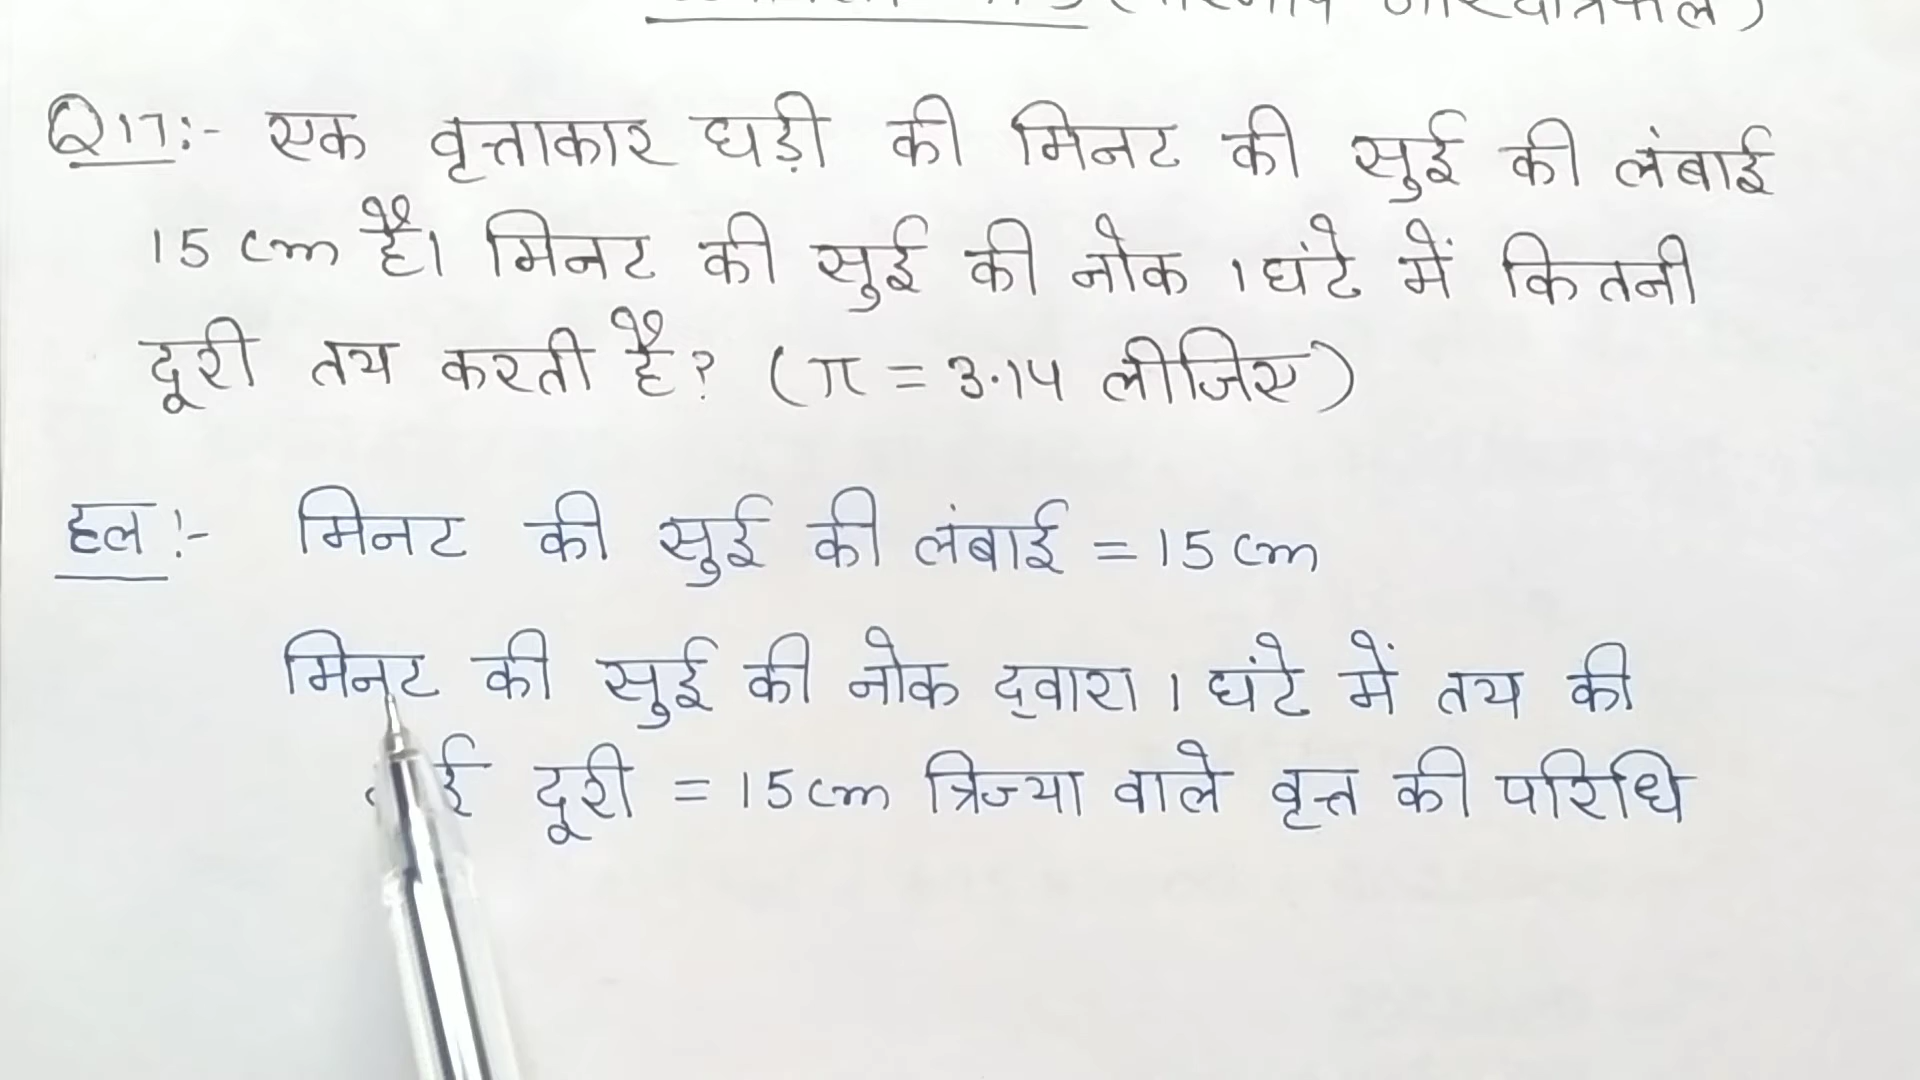 Q17:- एक वृत्ताकार घड़ी की मिनट की सुई की लंबाई
15 cm है। मिनट की सुई की नोक 1 घंटे में कितनी
दूरी तय करती है? (π = 3.14 लीजिए)
हल :- मिनट की सुई की लंबाई = 15 cm
मिनट की सुई की नोक द्वारा 1 घंटे में तय की
दूरी = 15 cm त्रिज्या वाले वृत्त की परिधि